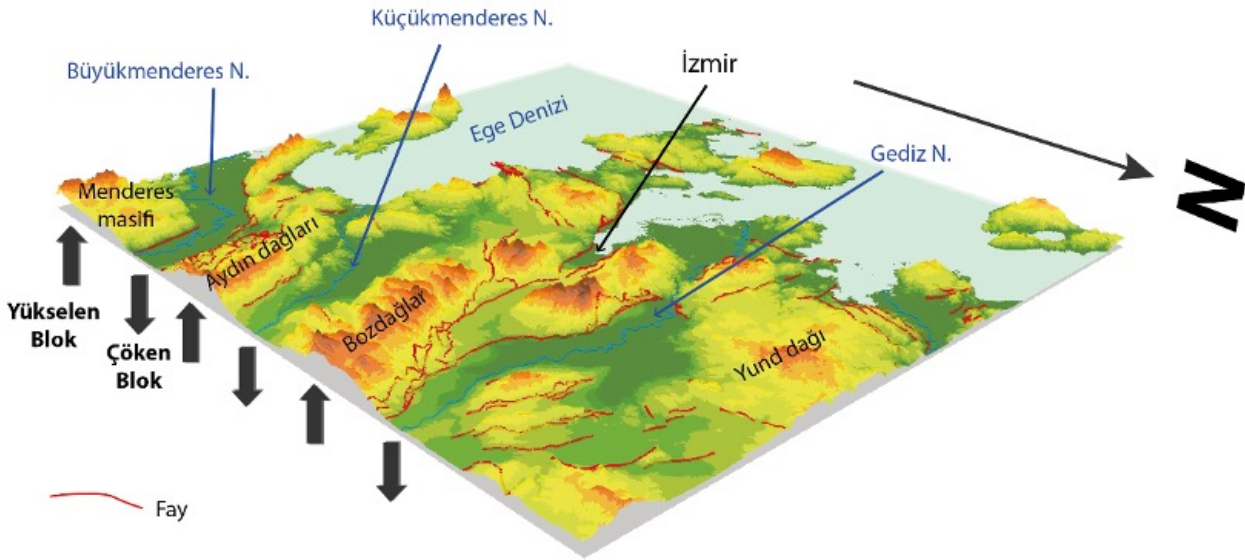 Küçükmenderes N.
Büyükmenderes N.
İzmir
Ege Denizi
Gediz N.
N
Menderes
masifi
Aydın dağları
Bozdağlar
Yund dağı
Yükselen
Blok
Çöken
Blok
Fay